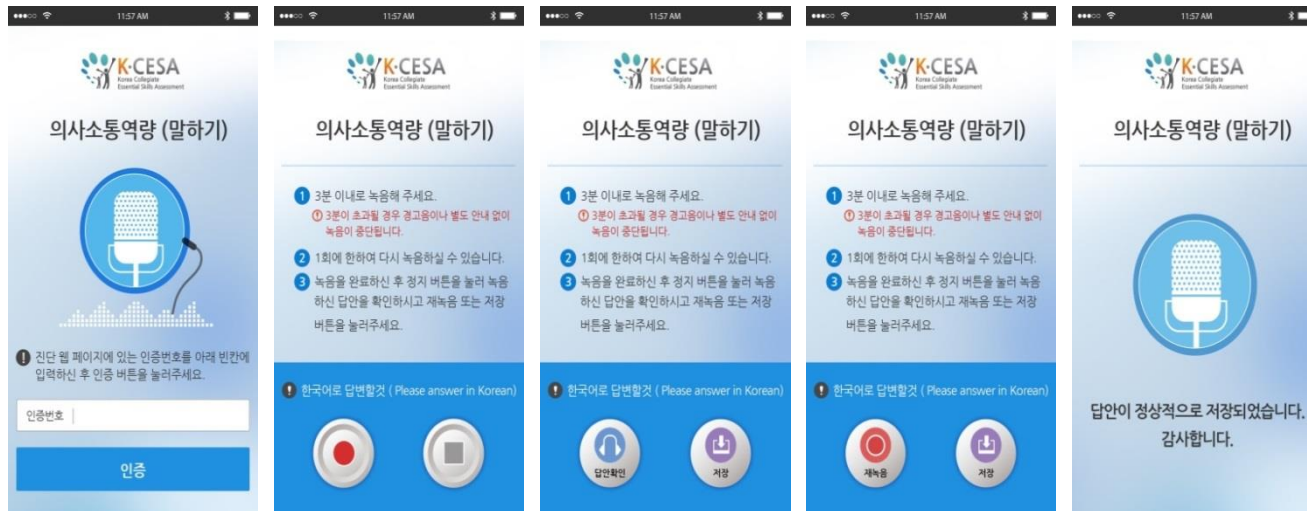 11:57 AM
K·CESA
Korea Collegiate
Essential Skills Assessment
의사소통역량 (말하기)
진단 웹 페이지에 있는 인증번호를 아래 빈칸에
입력하신 후 인증 버튼을 눌러주세요.
인증번호
인증
11:57 AM
K·CESA
Korea Collegiate
Essential Skills Assessment
의사소통역량 (말하기)
1 3분 이내로 녹음해 주세요.
3분이 초과될 경우 경고음이나 별도 안내 없이
녹음이 중단됩니다.
2 1회에 한하여 다시 녹음하실 수 있습니다.
3 녹음을 완료하신 후 정지 버튼을 눌러 녹음
하신 답안을 확인하시고 재녹음 또는 저장
버튼을 눌러주세요.
한국어로 답변할것 ( Please answer in Korean)
11:57 AM
K·CESA
Korea Collegiate
Essential Skills Assessment
의사소통역량 (말하기)
1 3분 이내로 녹음해 주세요.
3분이 초과될 경우 경고음이나 별도 안내 없이
녹음이 중단됩니다.
2 1회에 한하여 다시 녹음하실 수 있습니다.
3 녹음을 완료하신 후 정지 버튼을 눌러 녹음
하신 답안을 확인하시고 재녹음 또는 저장
버튼을 눌러주세요.
한국어로 답변할것 ( Please answer in Korean)
답안확인
저장
11:57 AM
K·CESA
Korea Collegiate
Essential Skills Assessment
의사소통역량 (말하기)
1 3분 이내로 녹음해 주세요.
3분이 초과될 경우 경고음이나 별도 안내 없이
녹음이 중단됩니다.
2 1회에 한하여 다시 녹음하실 수 있습니다.
3 녹음을 완료하신 후 정지 버튼을 눌러 녹음
하신 답안을 확인하시고 재녹음 또는 저장
버튼을 눌러주세요.
한국어로 답변할것 ( Please answer in Korean)
재녹음
저장
11:57 AM
K·CESA
Korea Collegiate
Essential Skills Assessment
의사소통역량 (말하기)
답안이 정상적으로 저장되었습니다.
감사합니다.